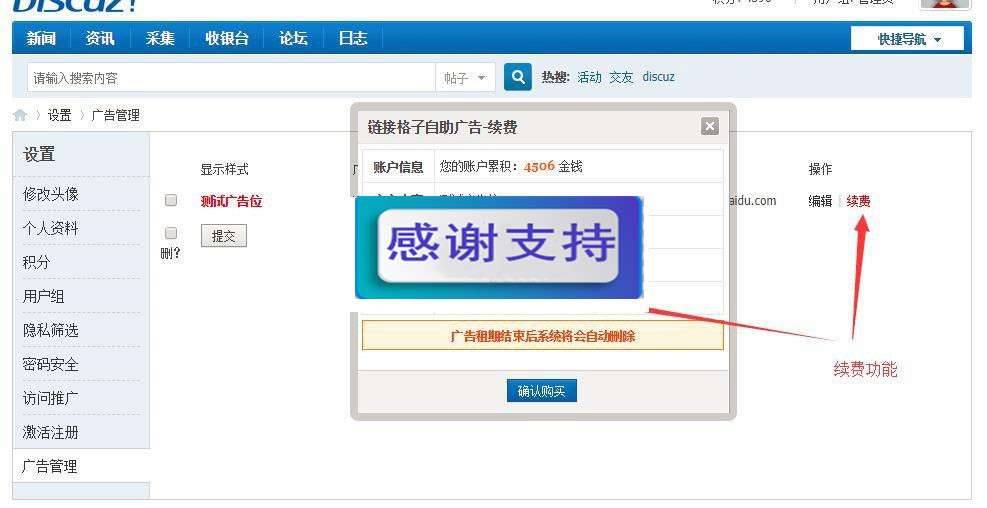 Discuz!
新闻 资讯 采集 收银台 论坛 日志 快捷导航
请输入搜索内容 帖子 热搜: 活动 交友 discuz
设置 广告管理
设置
修改头像
个人资料
积分
用户组
隐私筛选
密码安全
访问推广
激活注册
广告管理
显示样式
测试广告位
提交
删?
链接格子自助广告-续费
账户信息 您的账户累积: 4506 金钱
感谢支持
广告租期结束后系统将会自动删除
确认购买
操作
aidu.com 编辑 续费
续费功能